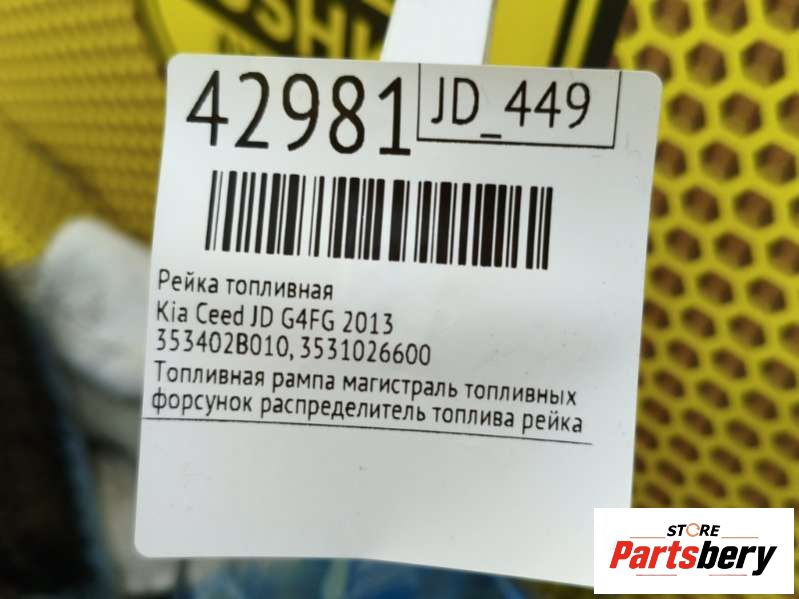 42981
JD_449
Рейка топливная
Kia Ceed JD G4FG 2013
353402B010, 3531026600
Топливная рампа магистраль топливных
форсунок распределитель топлива рейка
STORE
Partsbery